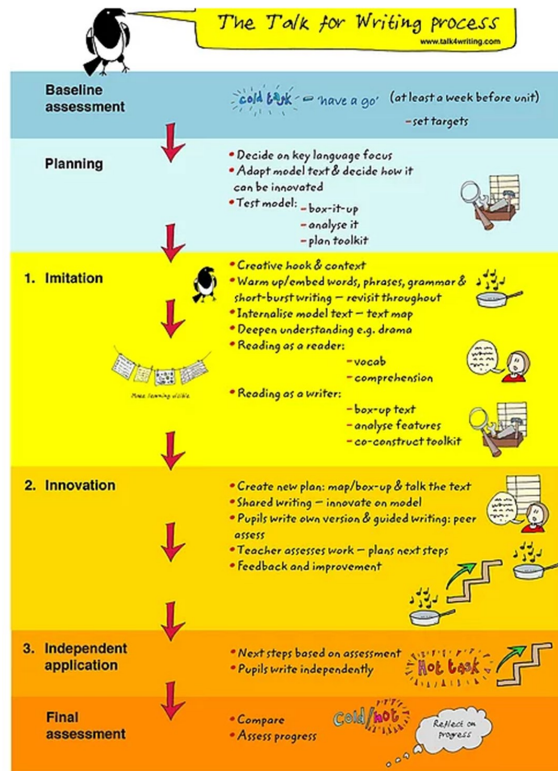 The Talk for Writing process
www.talk4writing.com
Baseline
assessment
cold task – 'have a go' (at least a week before unit)
– set targets
Planning
• Decide on key language focus
• Adapt model text & decide how it
can be innovated
• Test model: – box-it-up
– analyse it
– plan toolkit
1. Imitation
• Creative hook & context
• Warm up/embed words, phrases, grammar &
short-burst writing – revisit throughout
• Internalise model text – text map
• Deepen understanding e.g. drama
• Reading as a reader:
– vocab
– comprehension
Make learning visible
• Reading as a writer:
– box-up text
– analyse features
– co-construct toolkit
2. Innovation
• Create new plan: map/box-up & talk the text
• Shared writing – innovate on model
• Pupils write own version & guided writing: peer
assess
• Teacher assesses work – plans next steps
• Feedback and improvement
3. Independent
application
• Next steps based on assessment
• Pupils write independently
Hot task
Final
assessment
• Compare
• Assess progress
Cold/hot
Reflect on
progress